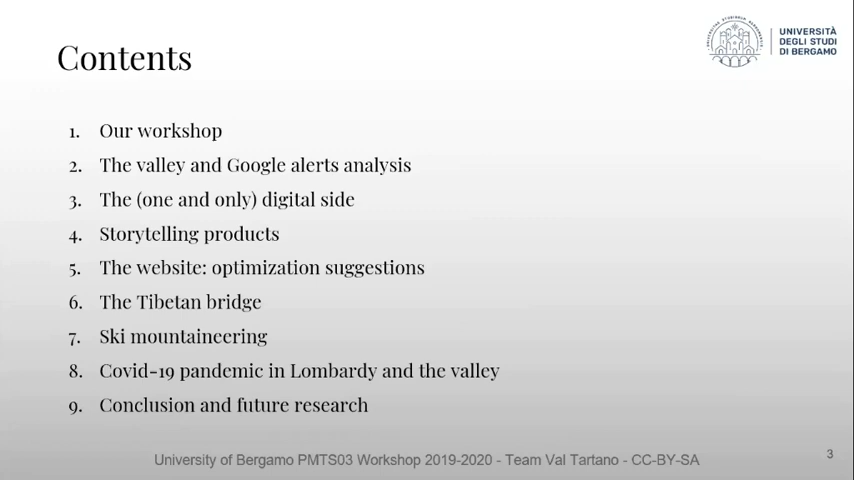 Contents
UNIVERSITÀ
DEGLI STUDI
DI BERGAMO
1. Our workshop
2. The valley and Google alerts analysis
3. The (one and only) digital side
4. Storytelling products
5. The website: optimization suggestions
6. The Tibetan bridge
7. Ski mountaineering
8. Covid-19 pandemic in Lombardy and the valley
9. Conclusion and future research
University of Bergamo PMTS03 Workshop 2019-2020 - Team Val Tartano - CC-BY-SA
3